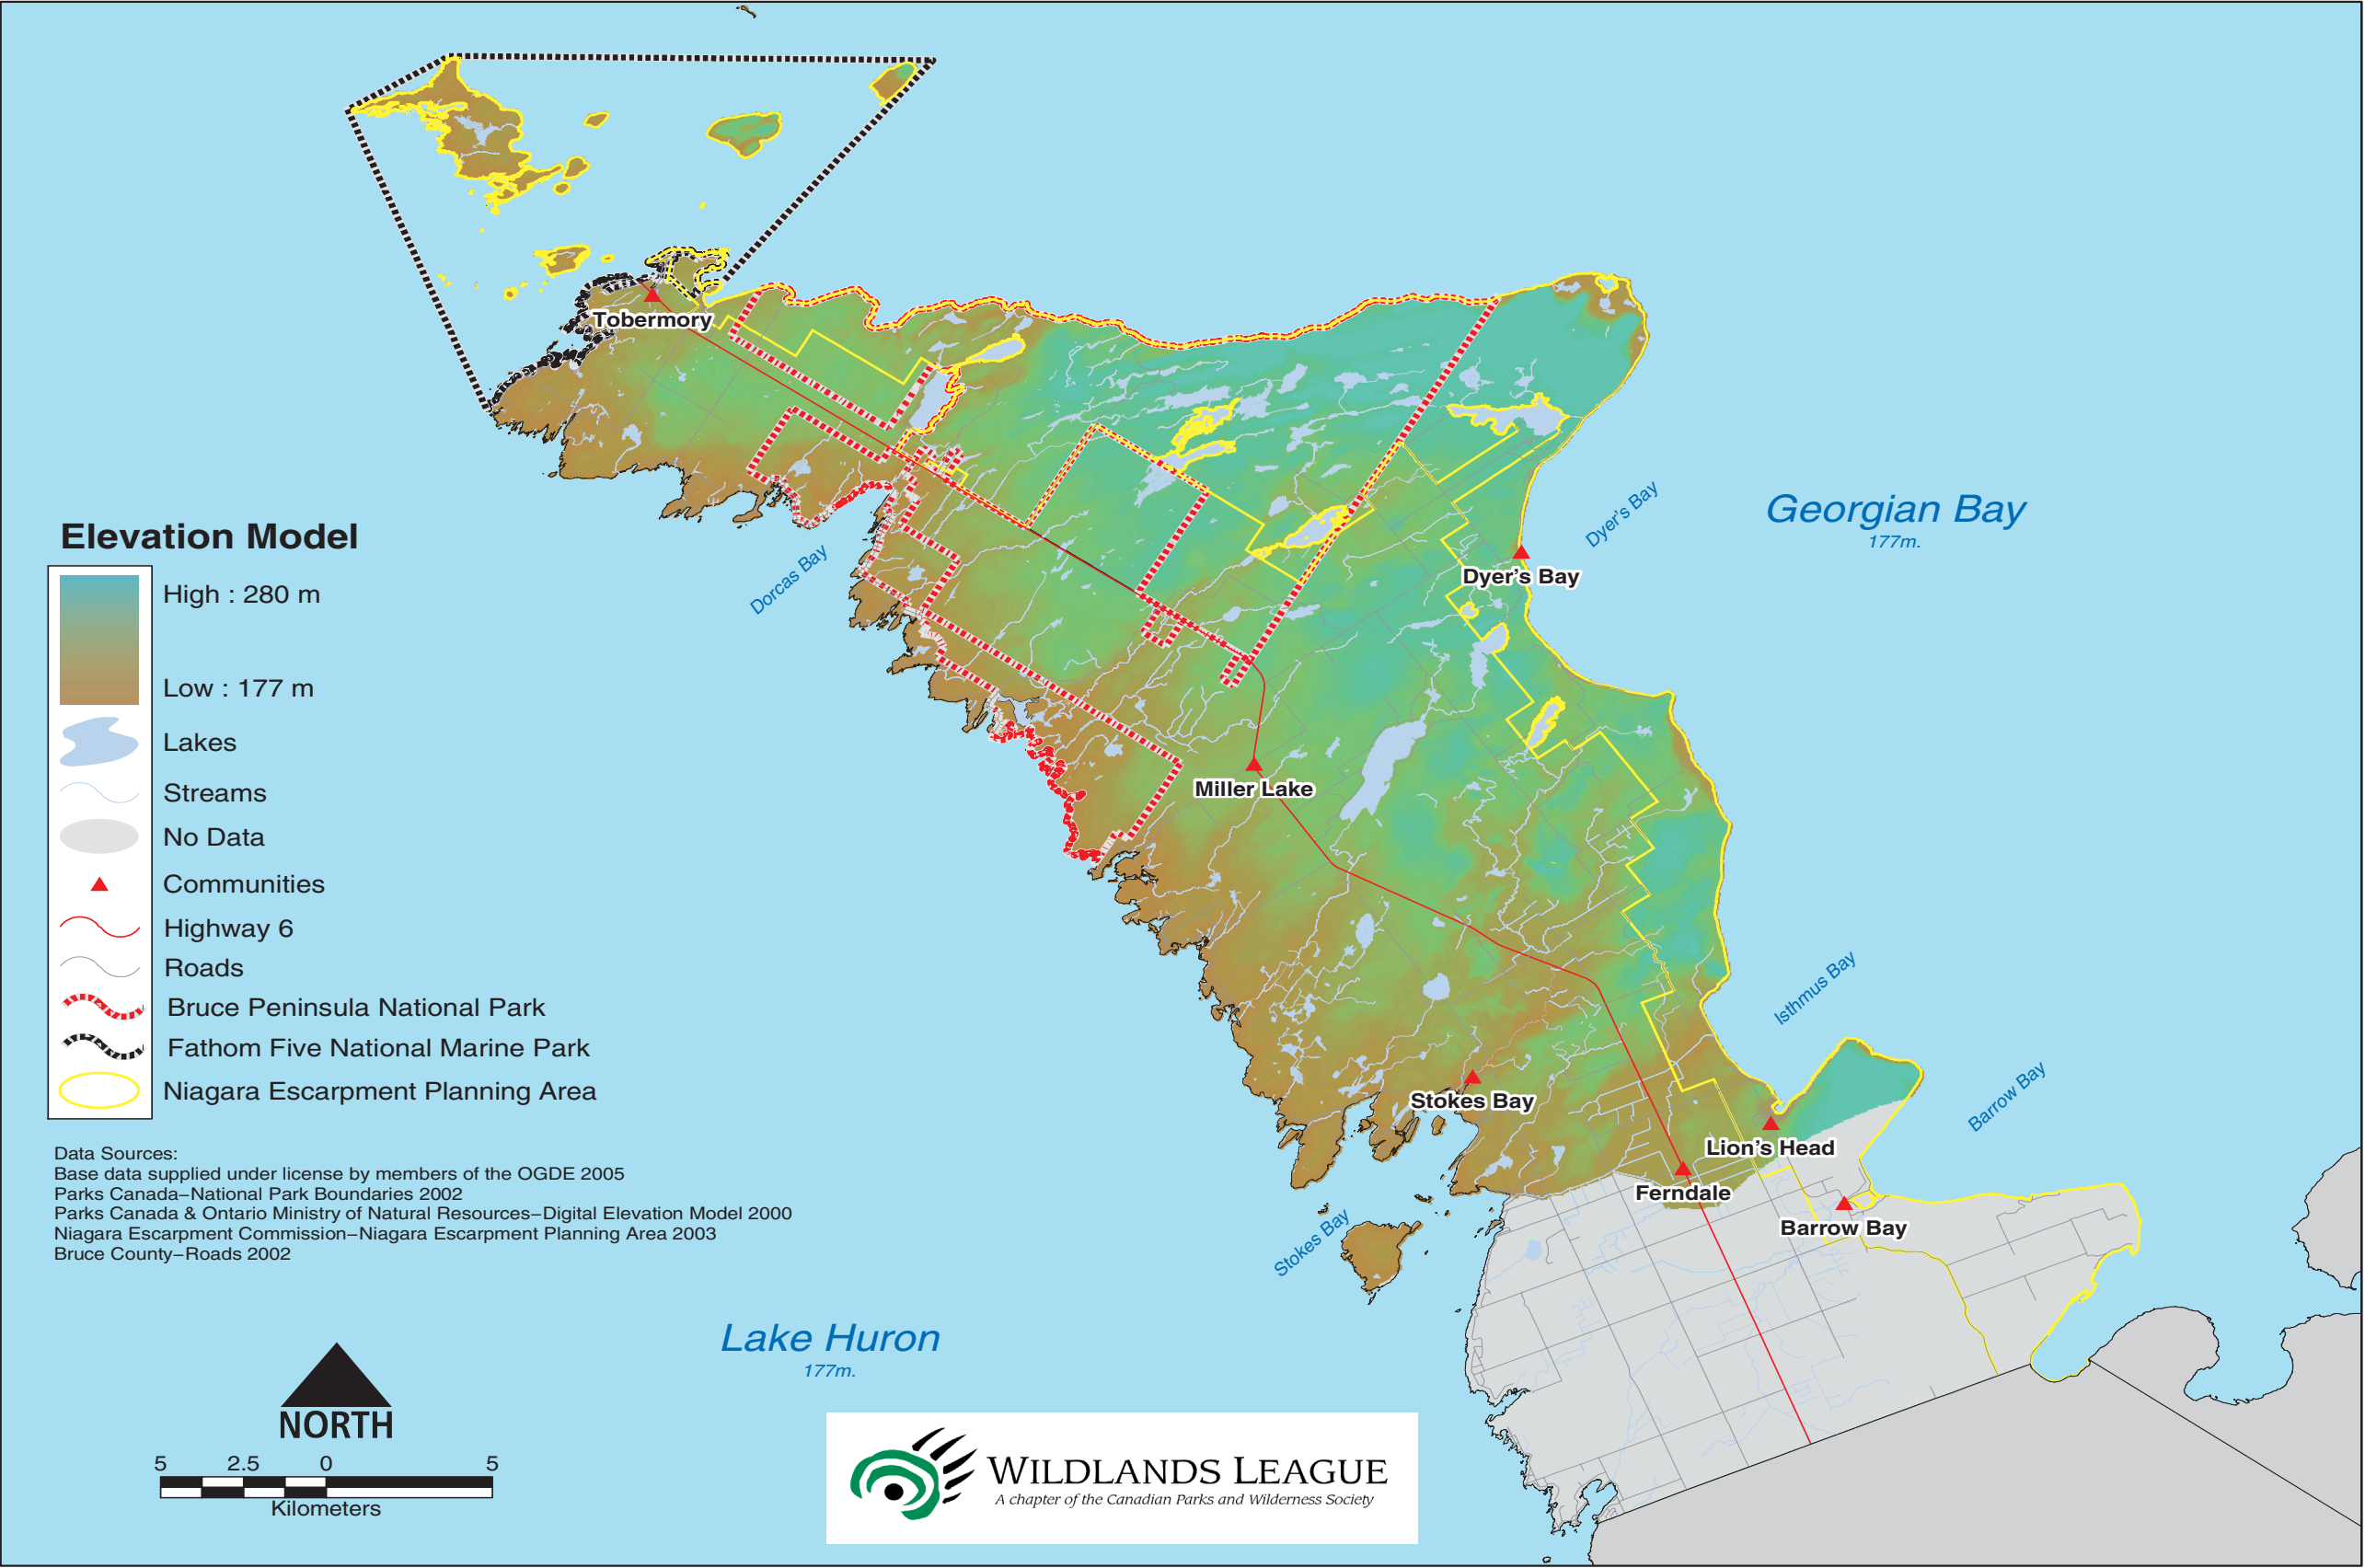 Tobermory
Georgian Bay
177m.
Dyer's Bay
Dyer's Bay
Dorcas Bay
Elevation Model
High : 280 m
Low : 177 m
Lakes
Streams
No Data
Communities
Highway 6
Roads
Bruce Peninsula National Park
Fathom Five National Marine Park
Niagara Escarpment Planning Area
Miller Lake
Isthmus Bay
Barrow Bay
Stokes Bay
Lion's Head
Ferndale
Barrow Bay
Stokes Bay
Data Sources:
Base data supplied under license by members of the OGDE 2005
Parks Canada–National Park Boundaries 2002
Parks Canada & Ontario Ministry of Natural Resources–Digital Elevation Model 2000
Niagara Escarpment Commission–Niagara Escarpment Planning Area 2003
Bruce County–Roads 2002
Lake Huron
177m.
NORTH
5 2.5 0 5
Kilometers
WILDLANDS LEAGUE
A chapter of the Canadian Parks and Wilderness Society